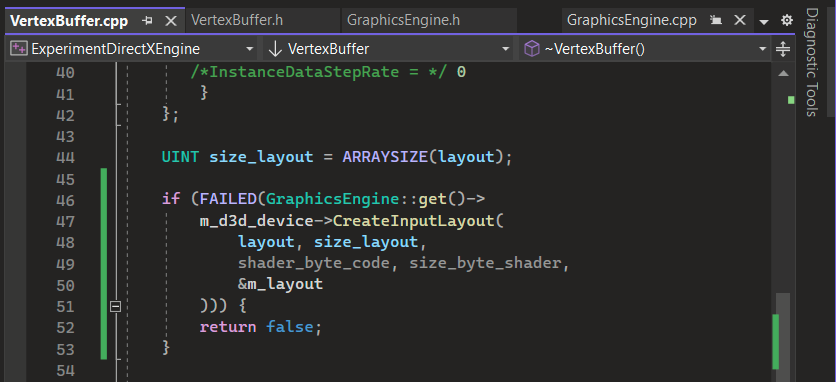 VertexBuffer.cpp VertexBuffer.h GraphicsEngine.h GraphicsEngine.cpp
ExperimentDirectXEngine VertexBuffer ~VertexBuffer()
Diagnostic Tools
40 /*InstanceDataStepRate = */ 0
41 }
42 };
43
44 UINT size_layout = ARRAYSIZE(layout);
45
46 if (FAILED(GraphicsEngine::get()->
47 m_d3d_device->CreateInputLayout(
48 layout, size_layout,
49 shader_byte_code, size_byte_shader,
50 &m_layout
51 ))) {
52 return false;
53 }
54